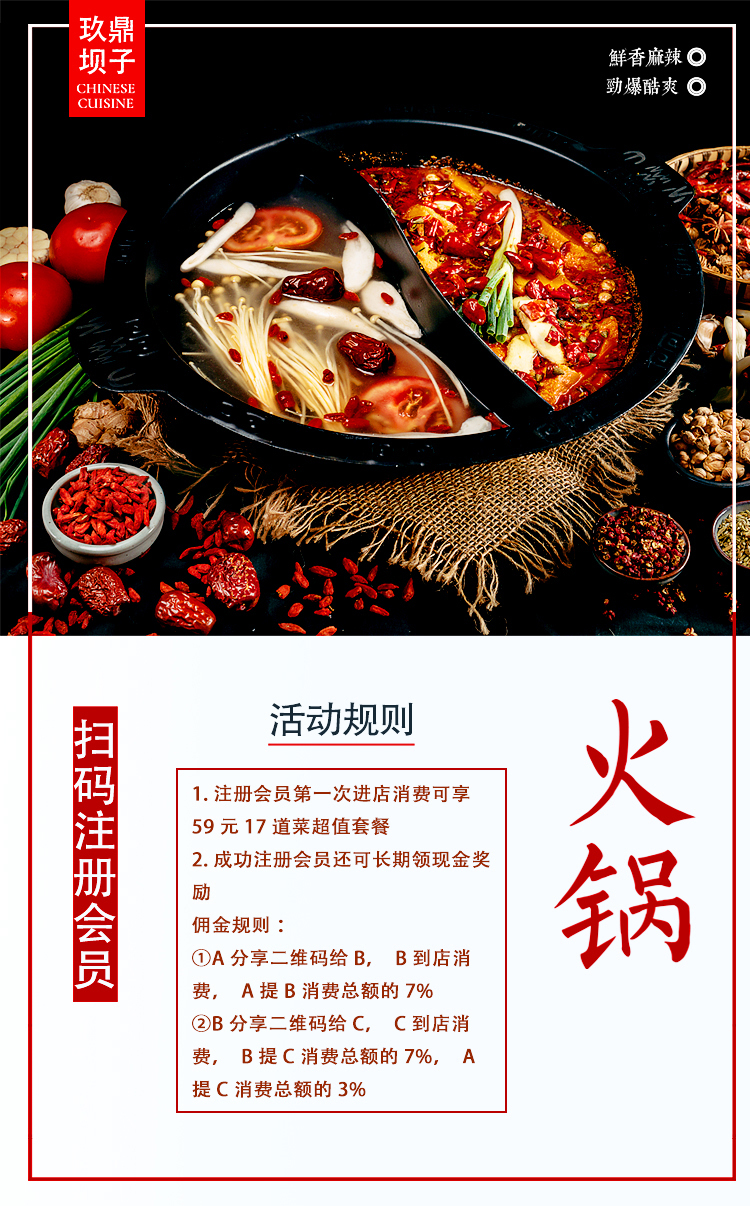 玖鼎
坝子
CHINESE
CUISINE
鮮香麻辣
勁爆酷爽
扫码注册会员
活动规则
1. 注册会员第一次进店消费可享
59 元 17 道菜超值套餐
2. 成功注册会员还可长期领现金奖
励
佣金规则：
①A 分享二维码给 B， B 到店消
费， A 提 B 消费总额的 7%
②B 分享二维码给 C， C 到店消
费， B 提 C 消费总额的 7%， A
提 C 消费总额的 3%
火锅